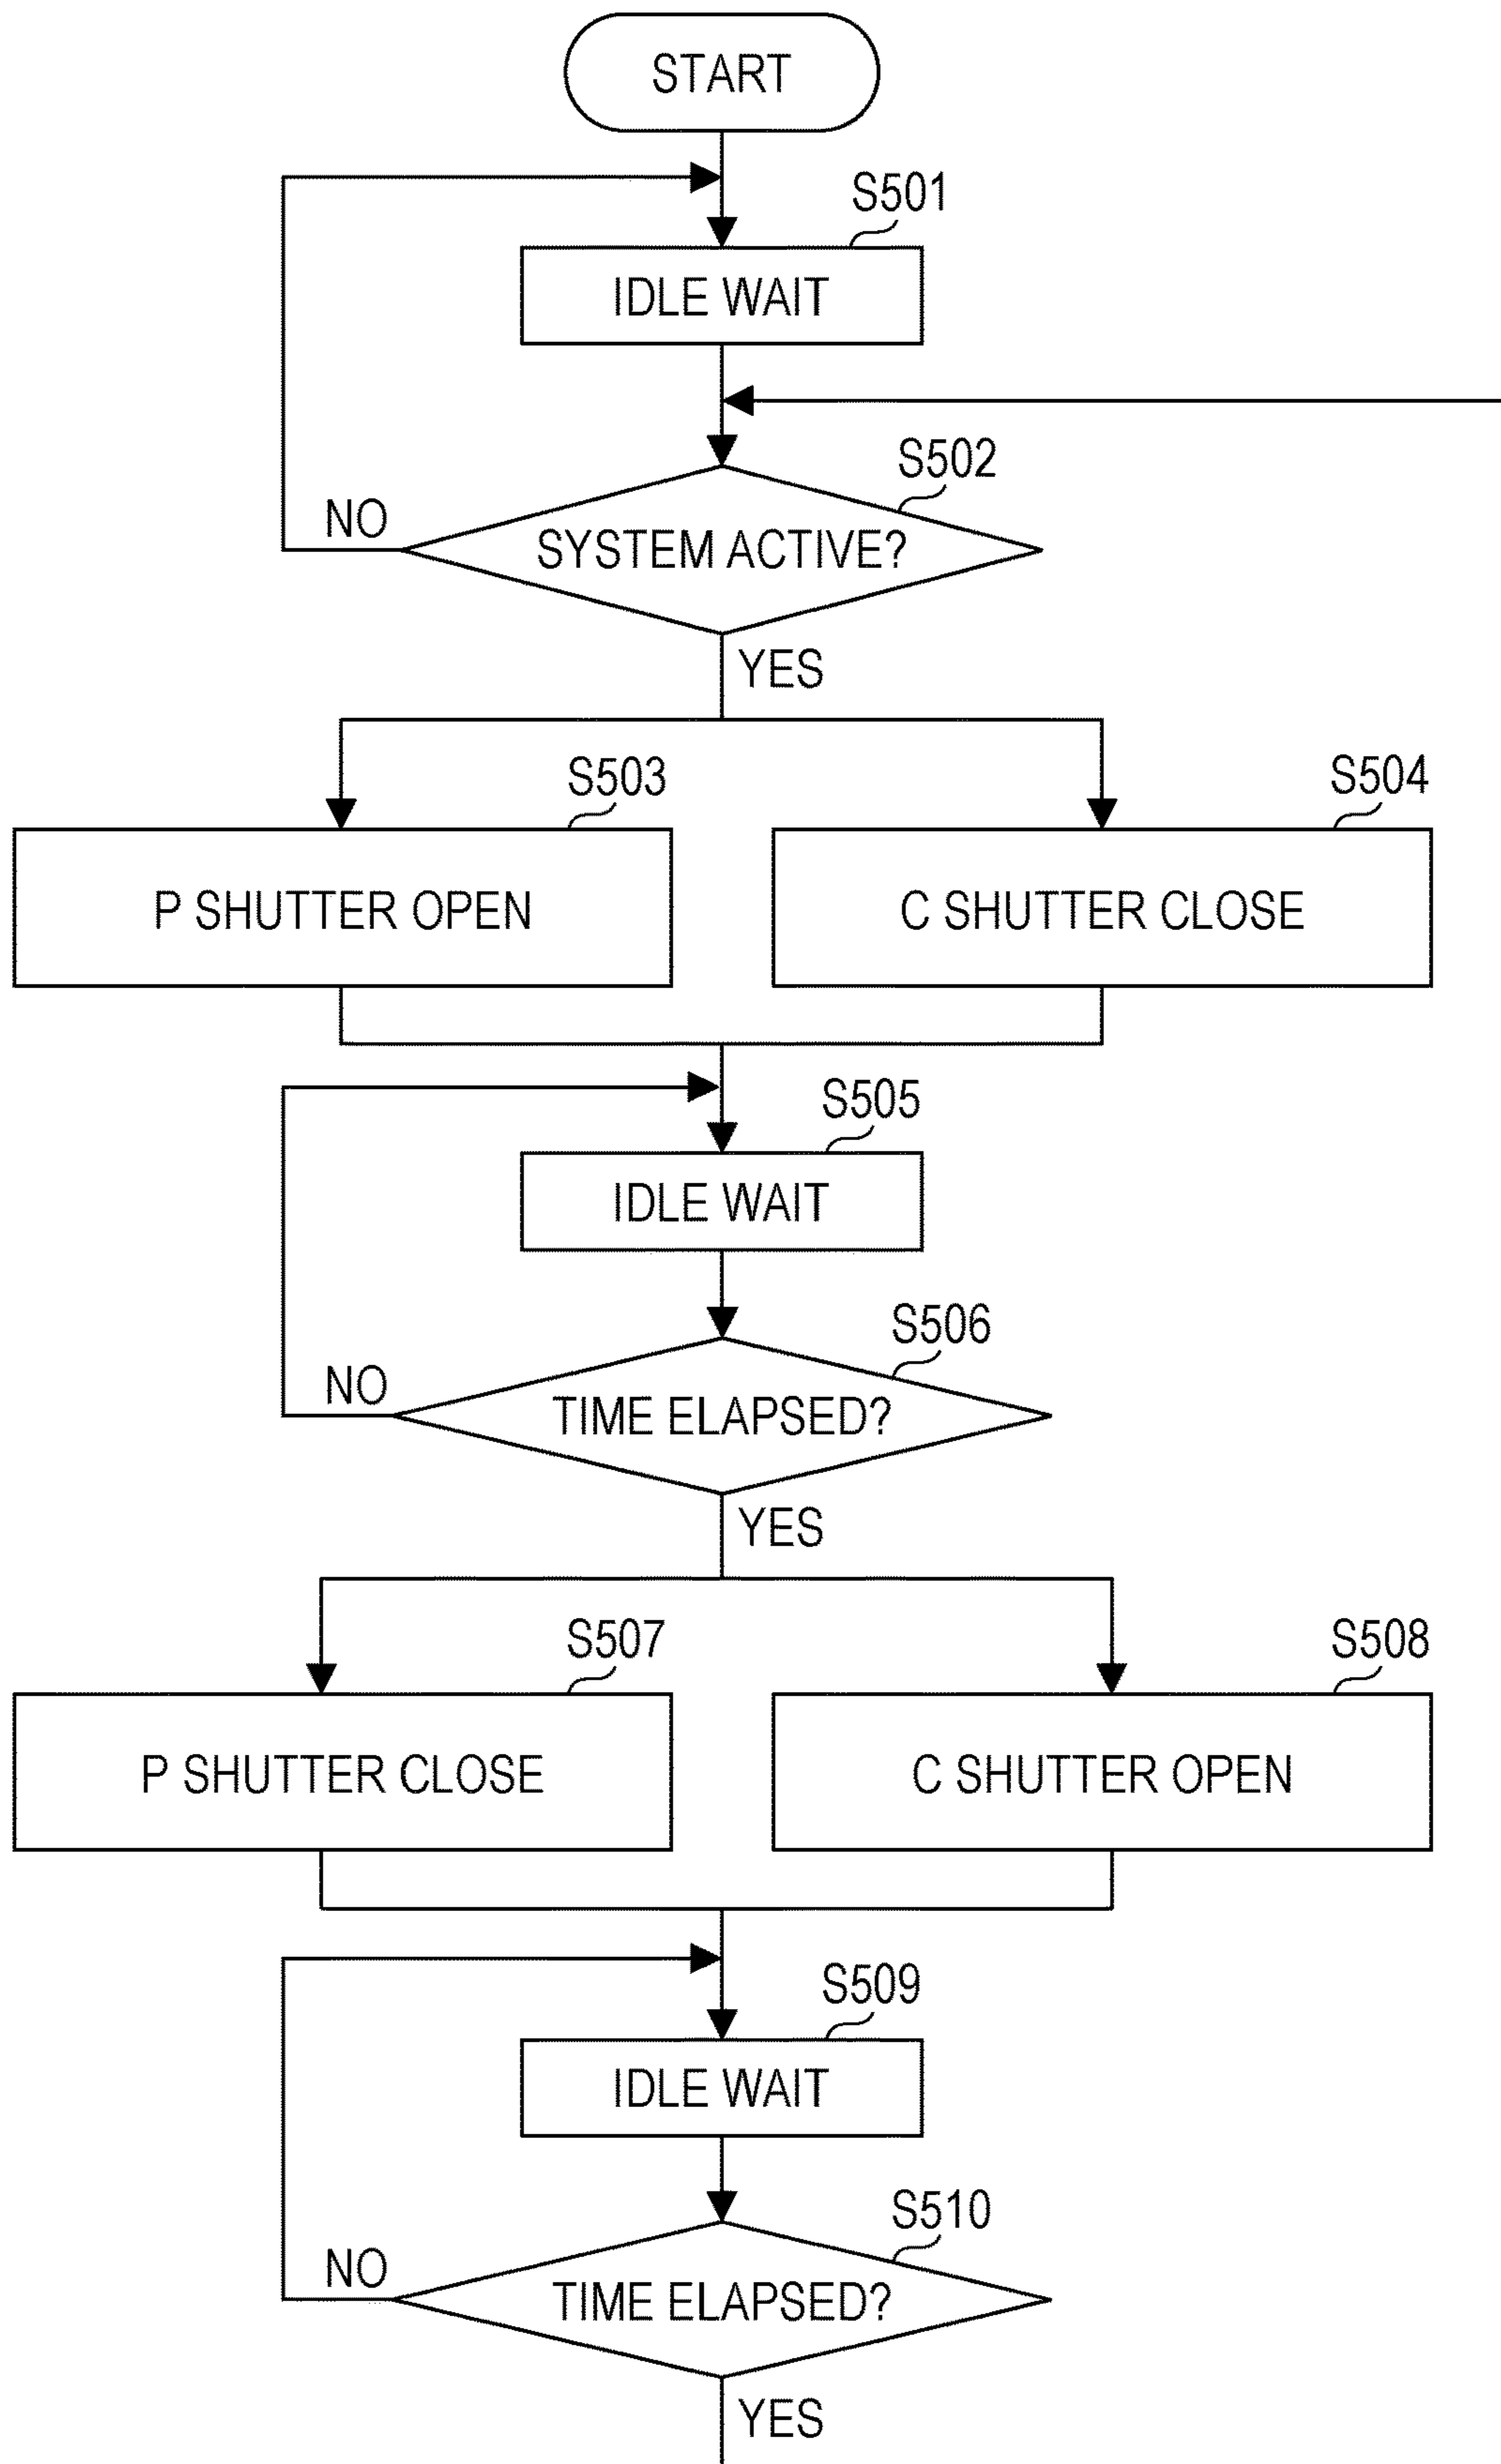 START
S501
IDLE WAIT
S502
NO
SYSTEM ACTIVE?
YES
S503
S504
P SHUTTER OPEN
C SHUTTER CLOSE
S505
IDLE WAIT
S506
NO
TIME ELAPSED?
YES
S507
S508
P SHUTTER CLOSE
C SHUTTER OPEN
S509
IDLE WAIT
S510
NO
TIME ELAPSED?
YES